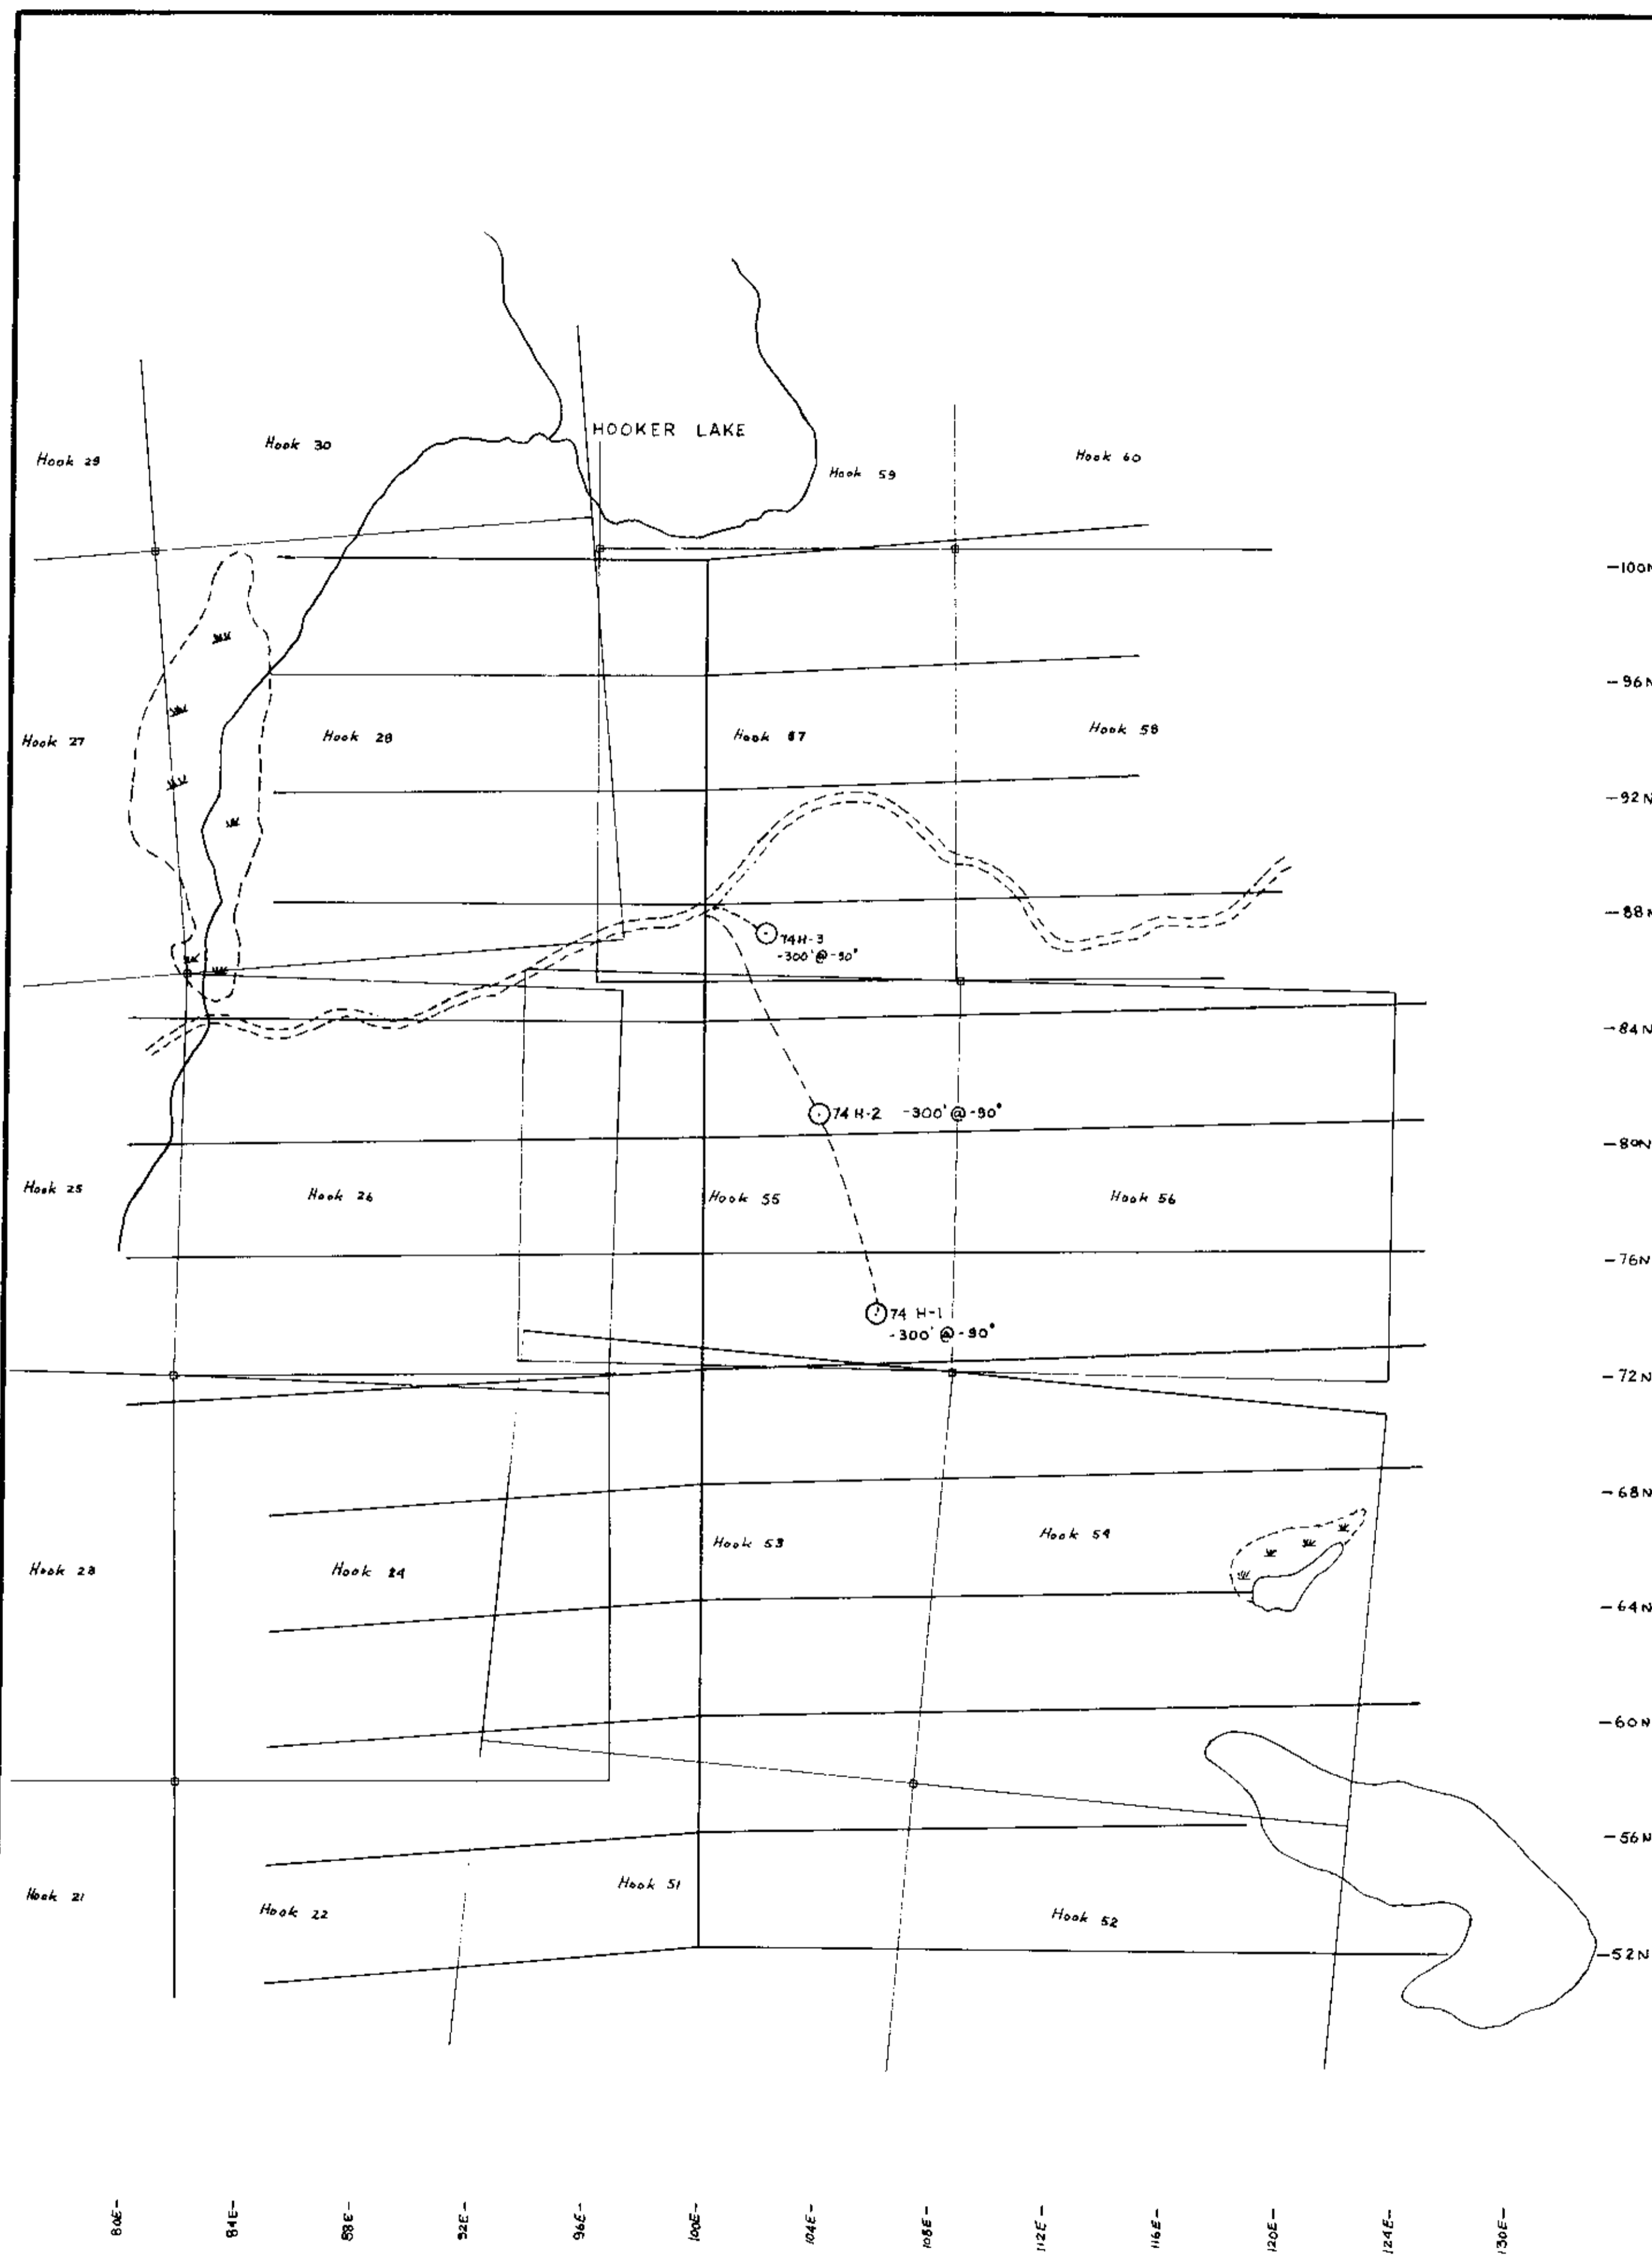 HOOKER LAKE
Hook 29
Hook 30
Hook 59
Hook 60
-100N
-96N
Hook 27
Hook 28
Hook 57
Hook 58
-92N
-88N
74H-3
-300' @ -90°
-84N
74 H-2 -300' @ -90°
-80N
Hook 25
Hook 26
Hook 55
Hook 56
-76N
74 H-1
-300' @ -90°
-72N
-68N
Hook 23
Hook 24
Hook 53
Hook 54
-64N
-60N
-56N
Hook 21
Hook 22
Hook 51
Hook 52
-52N
80E-
84E-
88E-
92E-
96E-
100E-
104E-
108E-
112E-
116E-
120E-
124E-
130E-